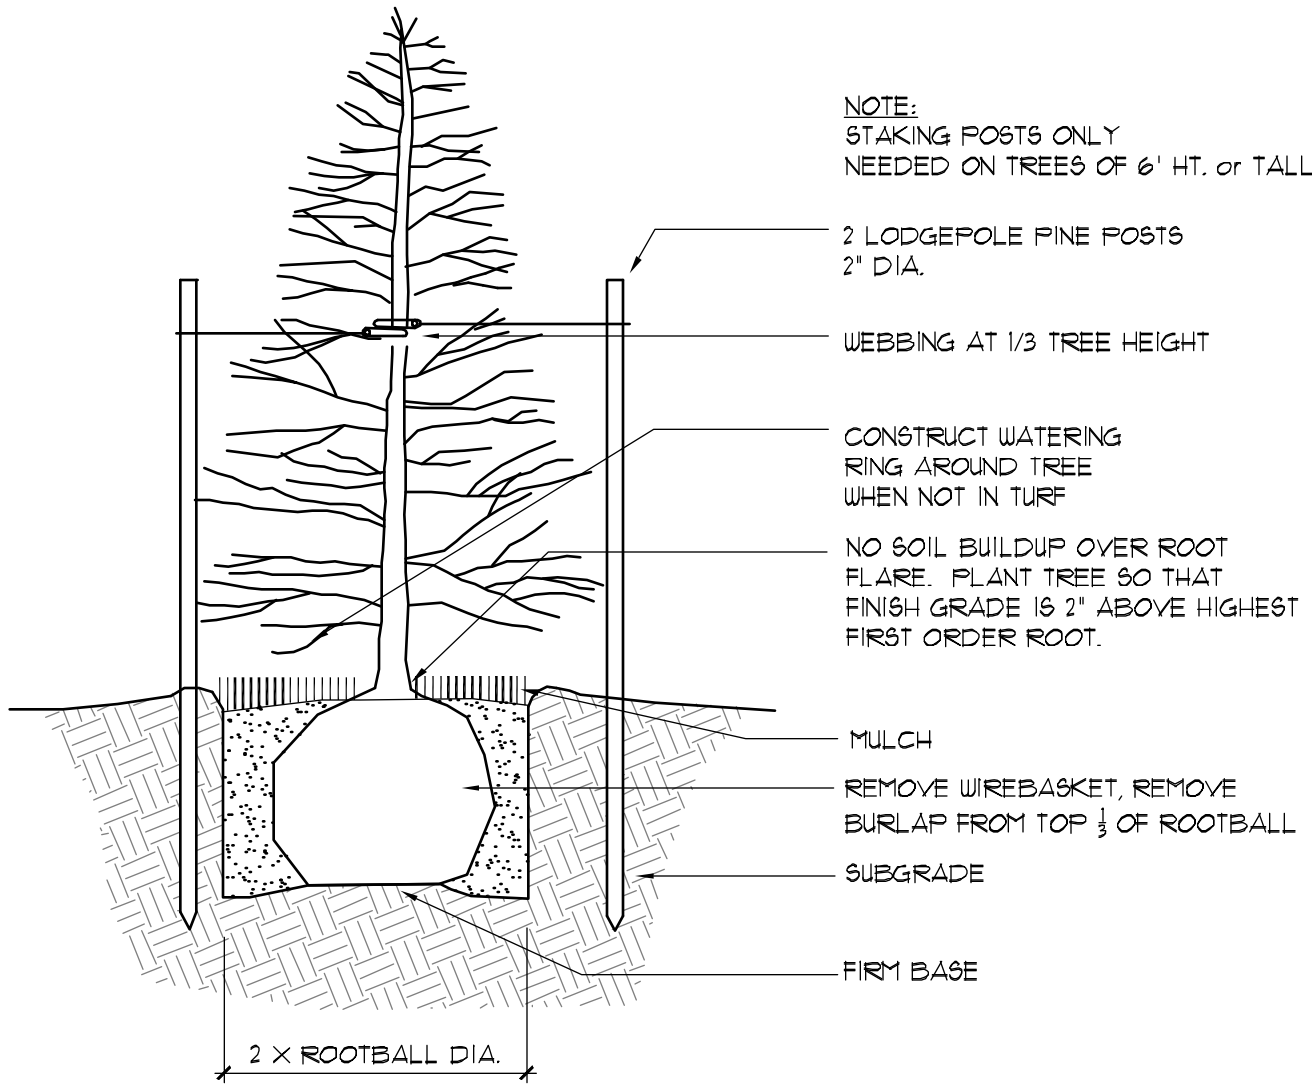 NOTE:
STAKING POSTS ONLY
NEEDED ON TREES OF 6' HT. or TALL
2 LODGEPOLE PINE POSTS
2" DIA.
WEBBING AT 1/3 TREE HEIGHT
CONSTRUCT WATERING
RING AROUND TREE
WHEN NOT IN TURF
NO SOIL BUILDUP OVER ROOT
FLARE. PLANT TREE SO THAT
FINISH GRADE IS 2" ABOVE HIGHEST
FIRST ORDER ROOT.
MULCH
REMOVE WIREBASKET, REMOVE
BURLAP FROM TOP 1/3 OF ROOTBALL
SUBGRADE
FIRM BASE
2 X ROOTBALL DIA.